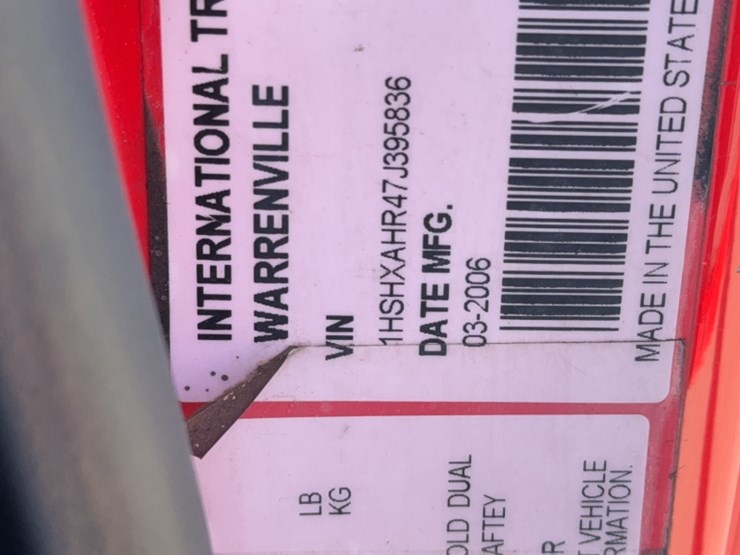 INTERNATIONAL TR
WARRENVILLE
VIN
1HSHXAHR47J395836
DATE MFG.
03-2006
MADE IN THE UNITED STATE
LB
KG
OLD DUAL
AFTEY
R
T VEHICLE
RMATION.